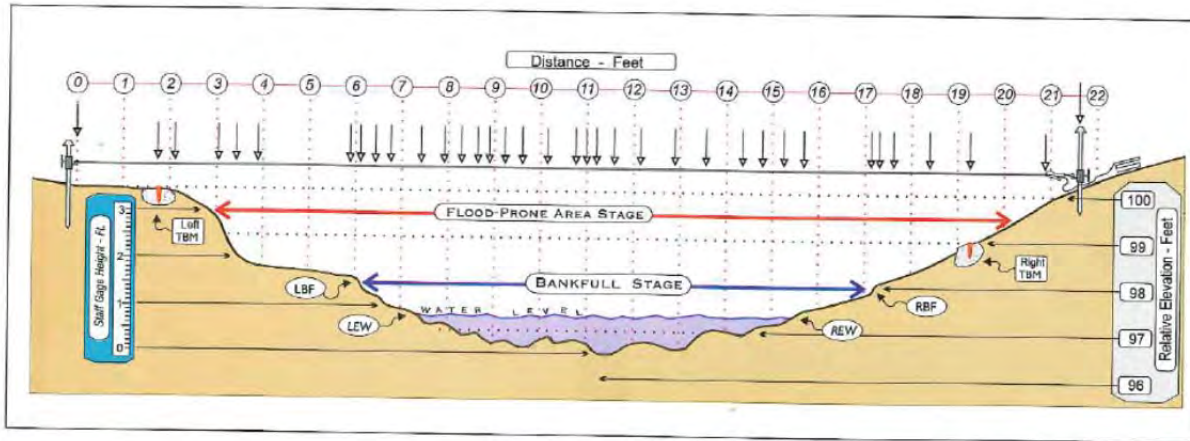 Distance - Feet
0 1 2 3 4 5 6 7 8 9 10 11 12 13 14 15 16 17 18 19 20 21 22
FLOOD-PRONE AREA STAGE
100
3
Left
TBM
99
Staff Gage Height - Ft.
2
Right
TBM
Relative Elevation - Feet
LBF
BANKFULL STAGE
RBF
98
1
WATER LEVEL
LEW
REW
97
0
96